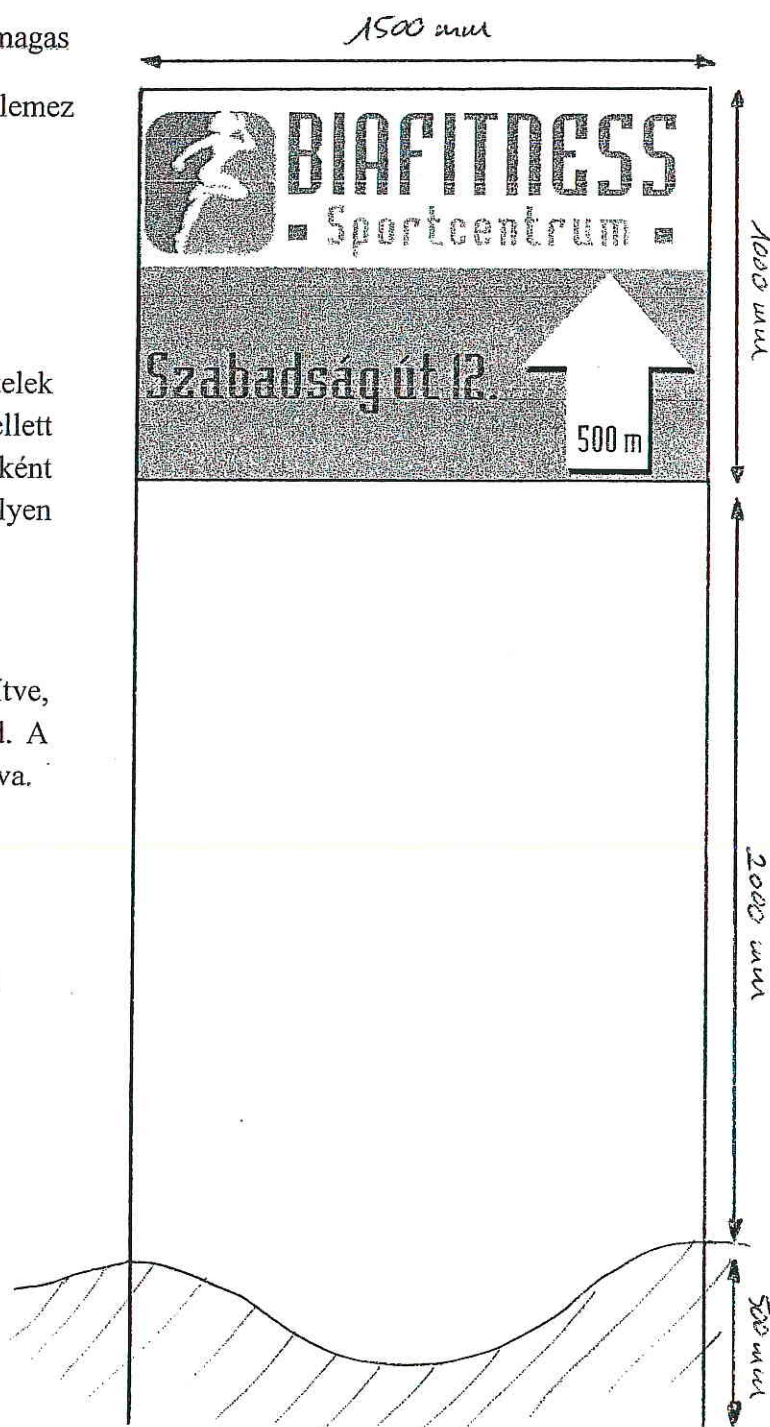 magas
1500 mm
lemez
BIAFITNESS
Sportcentrum
1000 mm
telek
ellett
ként
lyen
Szabadság út 12.
500 m
ítve,
d. A
va.
2000 mm
500 mm